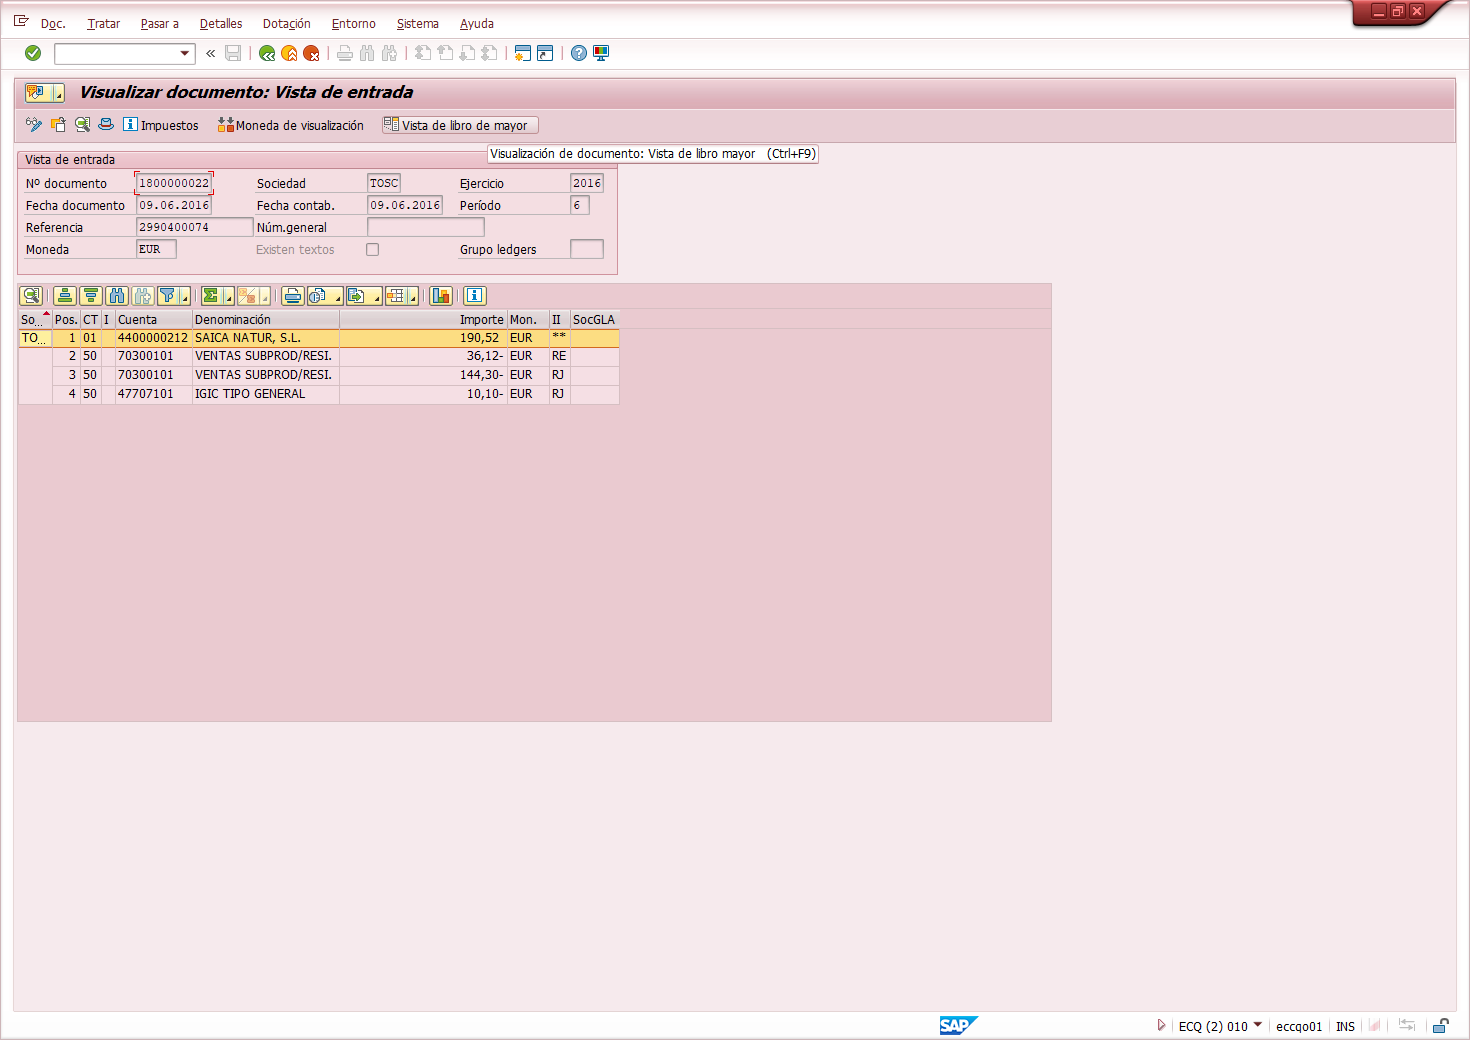 Doc. Tratar Pasar a Detalles Dotación Entorno Sistema Ayuda
Visualizar documento: Vista de entrada
Impuestos Moneda de visualización Vista de libro de mayor
Visualización de documento: Vista de libro mayor (Ctrl+F9)
Vista de entrada
Nº documento 1800000022 Sociedad TOSC Ejercicio 2016
Fecha documento 09.06.2016 Fecha contab. 09.06.2016 Período 6
Referencia 2990400074 Núm.general
Moneda EUR Existen textos Grupo ledgers
So... Pos. CT I Cuenta Denominación Importe Mon. II SocGLA
TO... 1 01 4400000212 SAICA NATUR, S.L. 190,52 EUR **
2 50 70300101 VENTAS SUBPROD/RESI. 36,12- EUR RE
3 50 70300101 VENTAS SUBPROD/RESI. 144,30- EUR RJ
4 50 47707101 IGIC TIPO GENERAL 10,10- EUR RJ
SAP ECQ (2) 010 eccqo01 INS